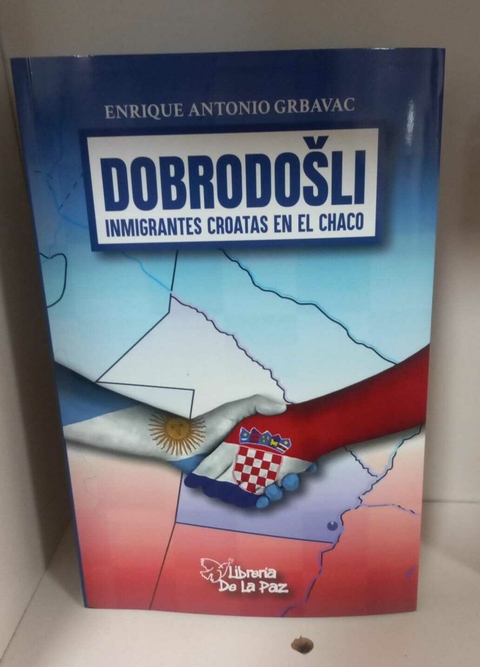 ENRIQUE ANTONIO GRBAVAC
DOBRODOŠLI
INMIGRANTES CROATAS EN EL CHACO
Librería
De La Paz